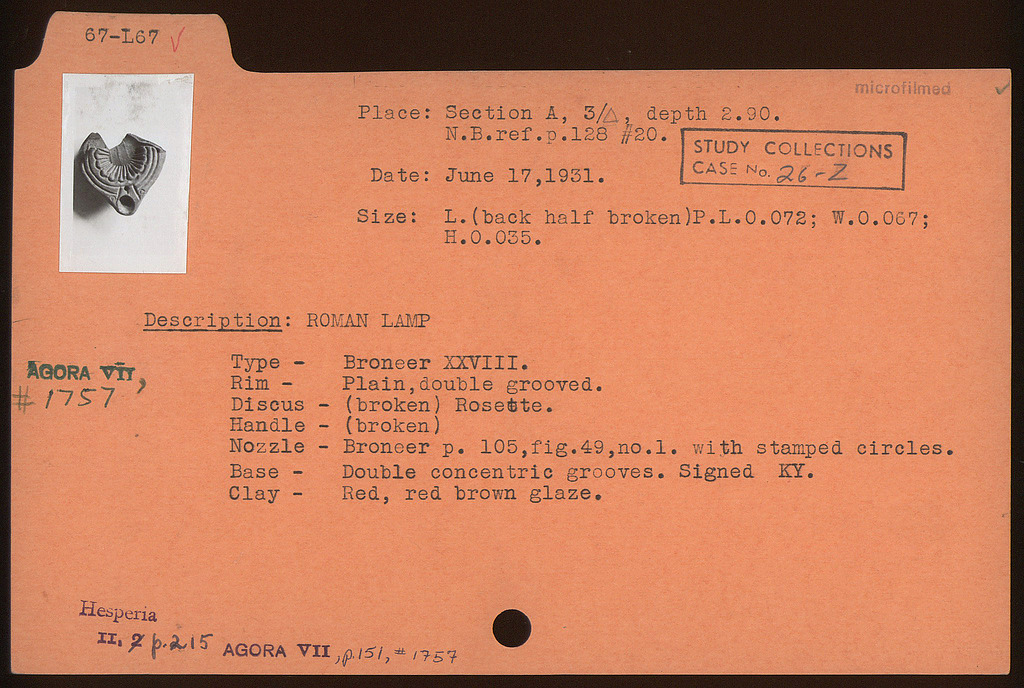 67-L67 √
microfilmed ✓
Place: Section A, 3/△, depth 2.90.
N.B.ref.p.128 #20.
STUDY COLLECTIONS
CASE No. 26-Z
Date: June 17,1931.
Size: L.(back half broken)P.L.0.072; W.0.067;
H.0.035.
Description: ROMAN LAMP
AGORA VII,
# 1757
Type - Broneer XXVIII.
Rim - Plain,double grooved.
Discus - (broken) Rosette.
Handle - (broken)
Nozzle - Broneer p. 105,fig.49,no.1. with stamped circles.
Base - Double concentric grooves. Signed KY.
Clay - Red, red brown glaze.
Hesperia
II. 2 p.215 AGORA VII, p.151, # 1757